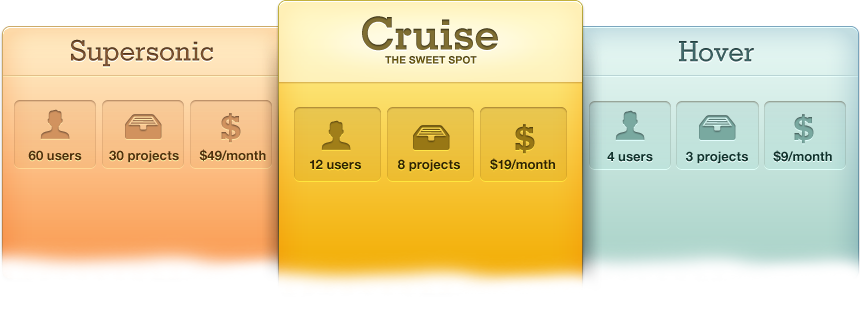 Supersonic
60 users
30 projects
$49/month
Cruise
THE SWEET SPOT
12 users
8 projects
$19/month
Hover
4 users
3 projects
$9/month